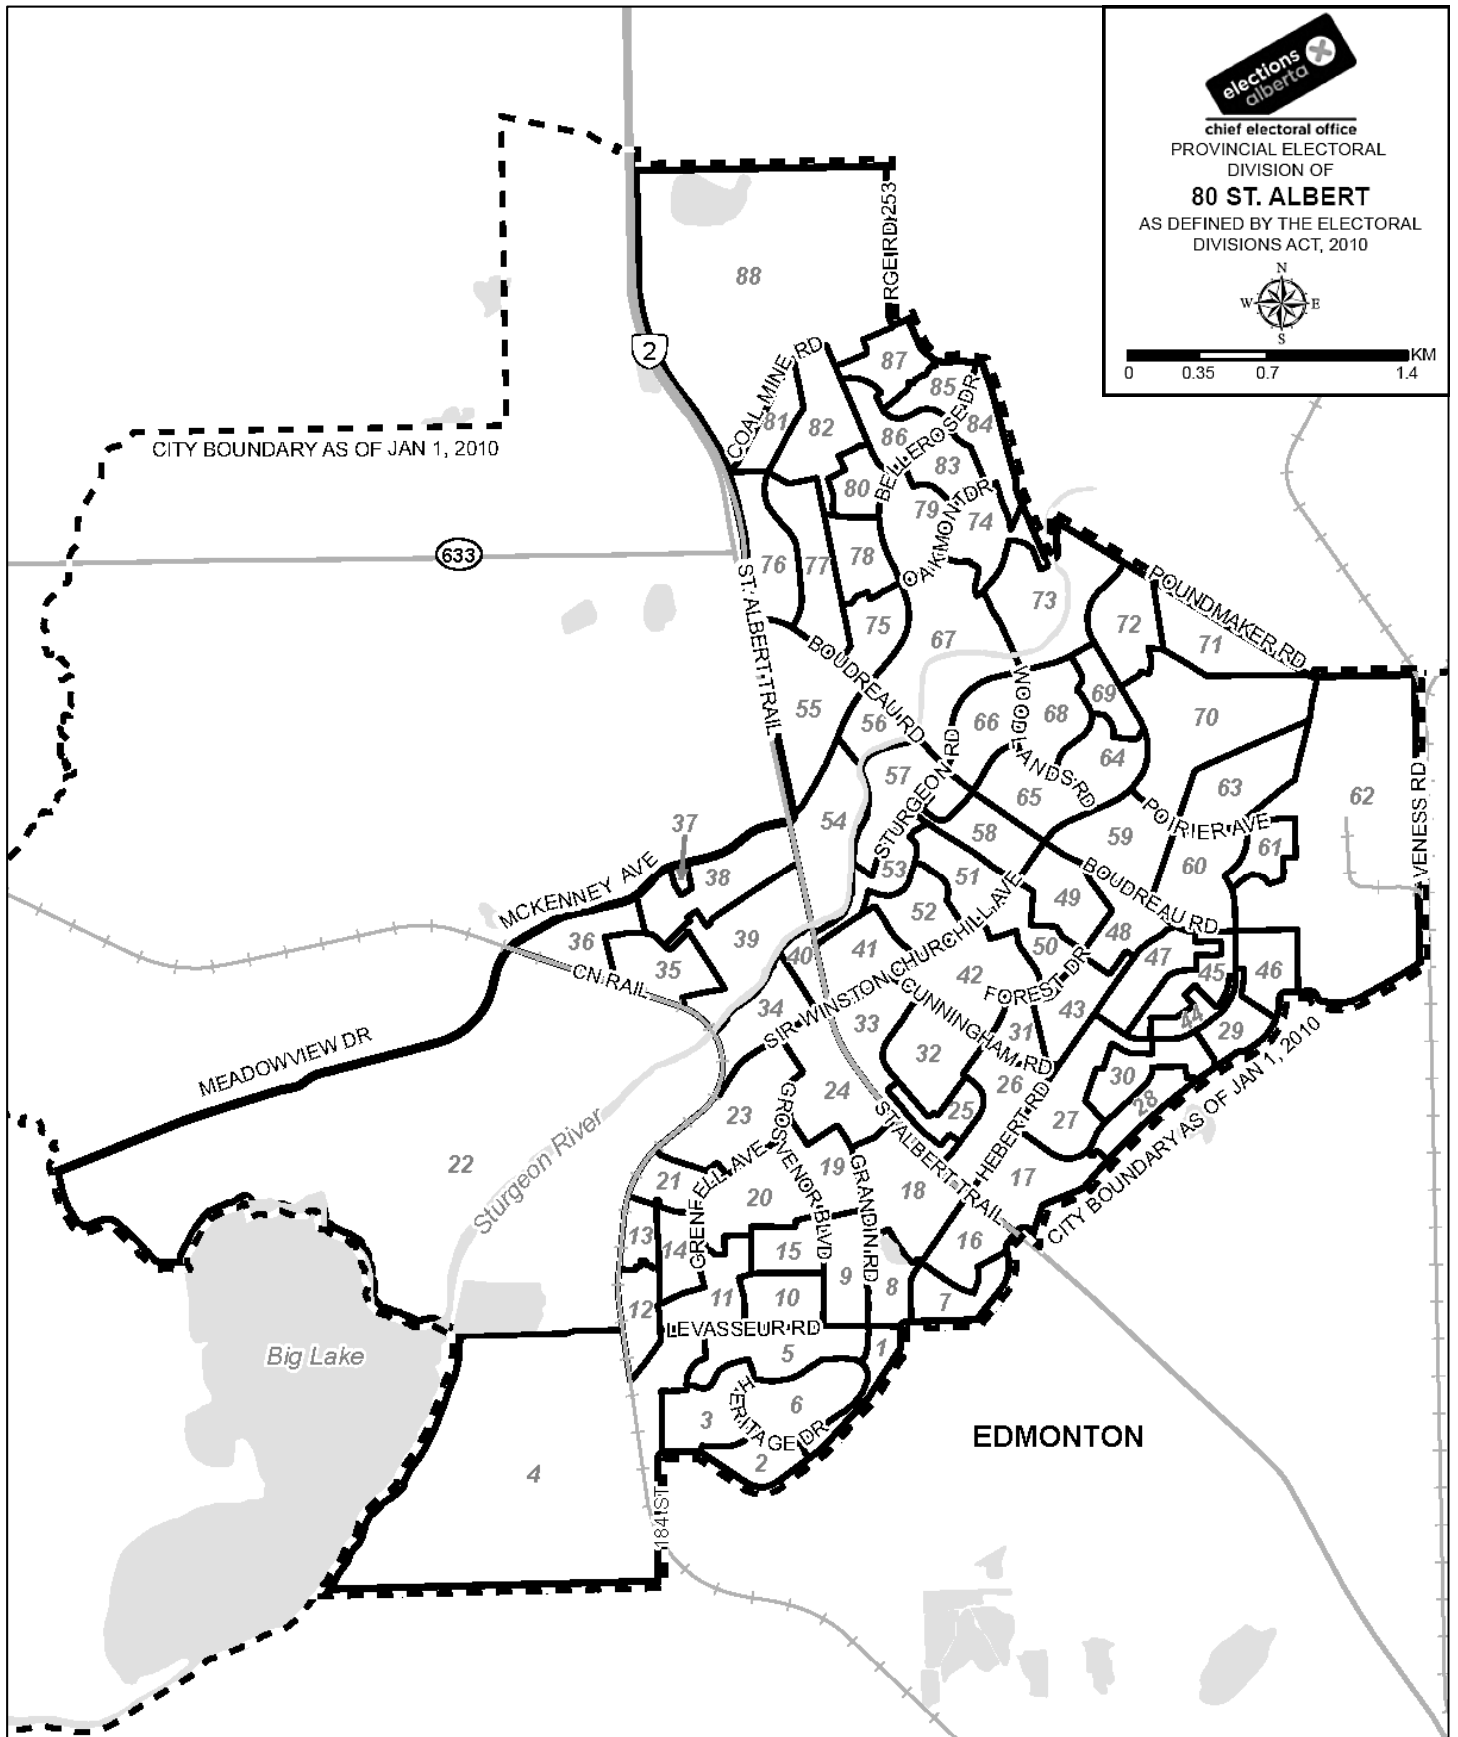 elections
alberta
chief electoral office
PROVINCIAL ELECTORAL
DIVISION OF
80 ST. ALBERT
AS DEFINED BY THE ELECTORAL
DIVISIONS ACT, 2010
N
W E
S
KM
0 0.35 0.7 1.4
88
RGE RD 253
2
COAL MINE RD
87
85
81
82
86
84
BELLEROSE DR
83
CITY BOUNDARY AS OF JAN 1, 2010
80
79
74
OAKMONT DR
633
76
77
78
73
POUNDMAKER RD
ST. ALBERT TRAIL
75
67
72
71
BOUDREAU RD
WOODLANDS RD
69
55
56
66
68
70
64
57
STURGEON RD
65
63
62
VENESS RD
POIRIER AVE
37
54
58
59
61
MCKENNEY AVE
38
53
51
60
BOUDREAU RD
49
52
36
39
41
50
48
47
40
35
42
45
46
CN RAIL
SIR WINSTON CHURCHILL AVE
CUNNINGHAM RD
FOREST DR
34
33
43
44
29
31
MEADOWVIEW DR
32
26
30
CITY BOUNDARY AS OF JAN 1, 2010
24
25
28
23
GROSVENOR BLVD
ST ALBERT TRAIL
HEBERT RD
27
Sturgeon River
22
19
21
GRENFELL AVE
20
GRANDIN RD
18
17
13
14
15
16
9
8
12
11
10
7
LEVASSEUR RD
Big Lake
5
1
6
3
HERITAGE DR
EDMONTON
2
4
184 ST